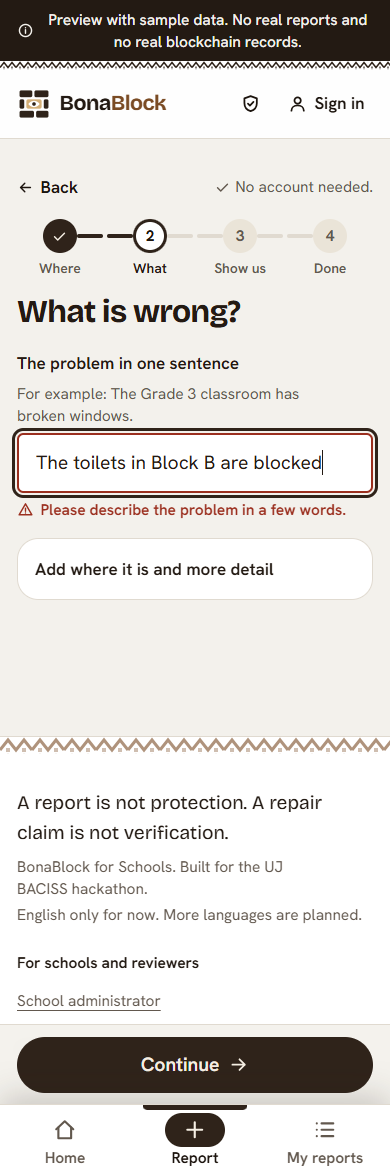 Preview with sample data. No real reports and
no real blockchain records.
BonaBlock
Sign in
Back
No account needed.
2
3
4
Where
What
Show us
Done
What is wrong?
The problem in one sentence
For example: The Grade 3 classroom has
broken windows.
The toilets in Block B are blocked
Please describe the problem in a few words.
Add where it is and more detail
A report is not protection. A repair
claim is not verification.
BonaBlock for Schools. Built for the UJ
BACISS hackathon.
English only for now. More languages are planned.
For schools and reviewers
School administrator
Continue
Home
Report
My reports